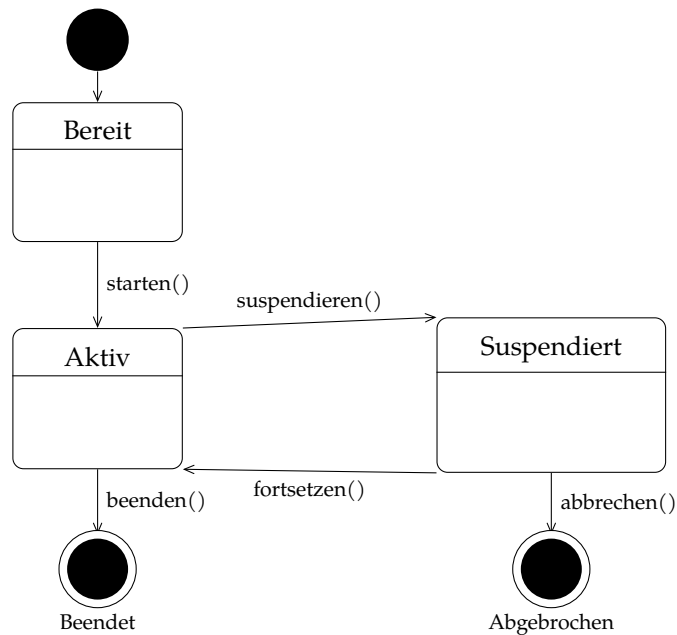 Bereit
starten()
suspendieren()
Aktiv
Suspendiert
fortsetzen()
beenden()
abbrechen()
Beendet
Abgebrochen